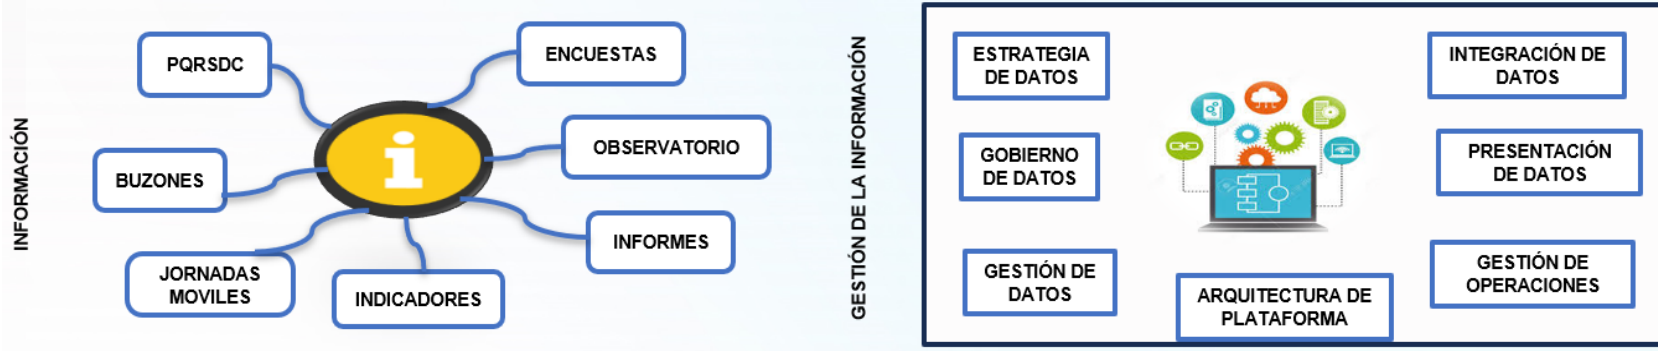 INFORMACIÓN
PQRSDC
ENCUESTAS
BUZONES
OBSERVATORIO
JORNADAS
MOVILES
INDICADORES
INFORMES
GESTIÓN DE LA INFORMACIÓN
ESTRATEGIA
DE DATOS
INTEGRACIÓN DE
DATOS
GOBIERNO
DE DATOS
PRESENTACIÓN
DE DATOS
GESTIÓN DE
DATOS
ARQUITECTURA DE
PLATAFORMA
GESTIÓN DE
OPERACIONES